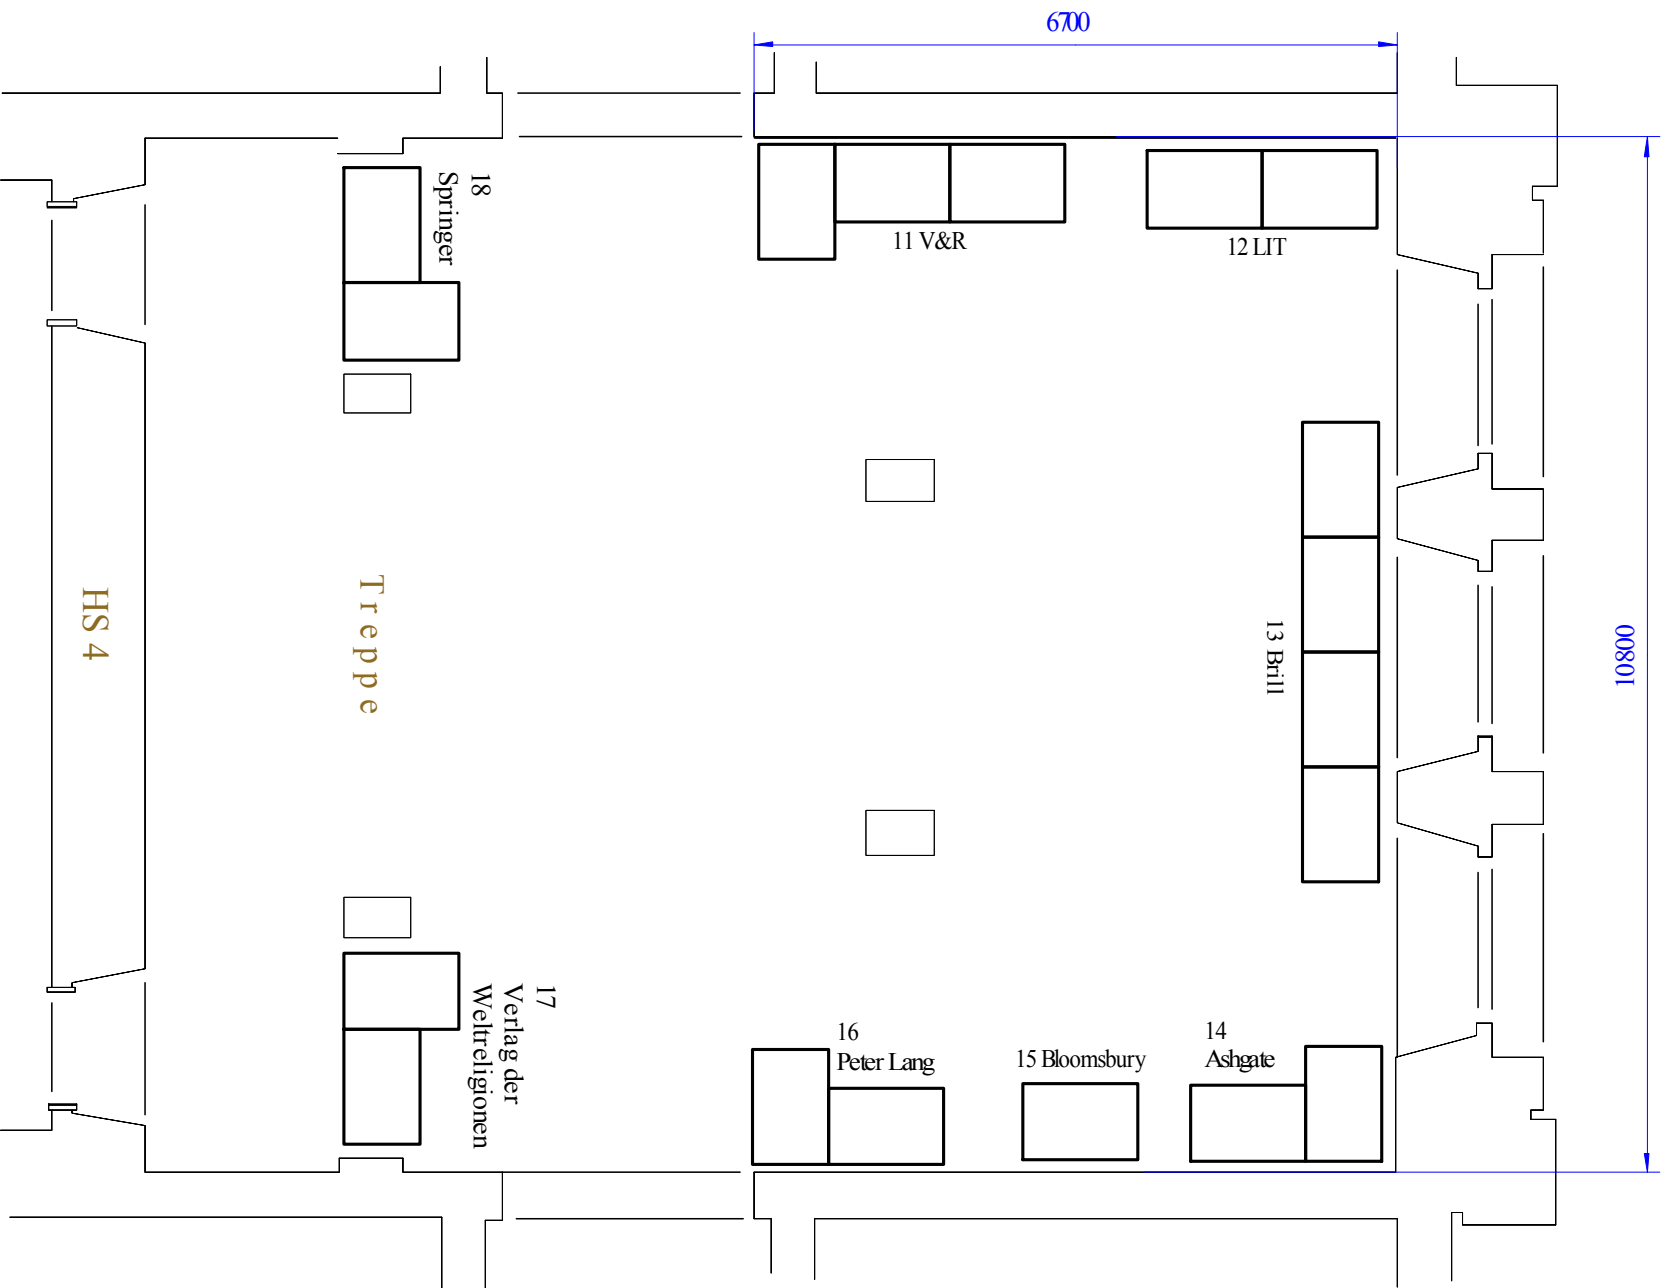 6700
18
Springer
11 V&R
12 LIT
HS 4
Treppe
13 Brill
10800
17
Verlag der
Weltreligionen
16
Peter Lang
15 Bloomsbury
14
Ashgate